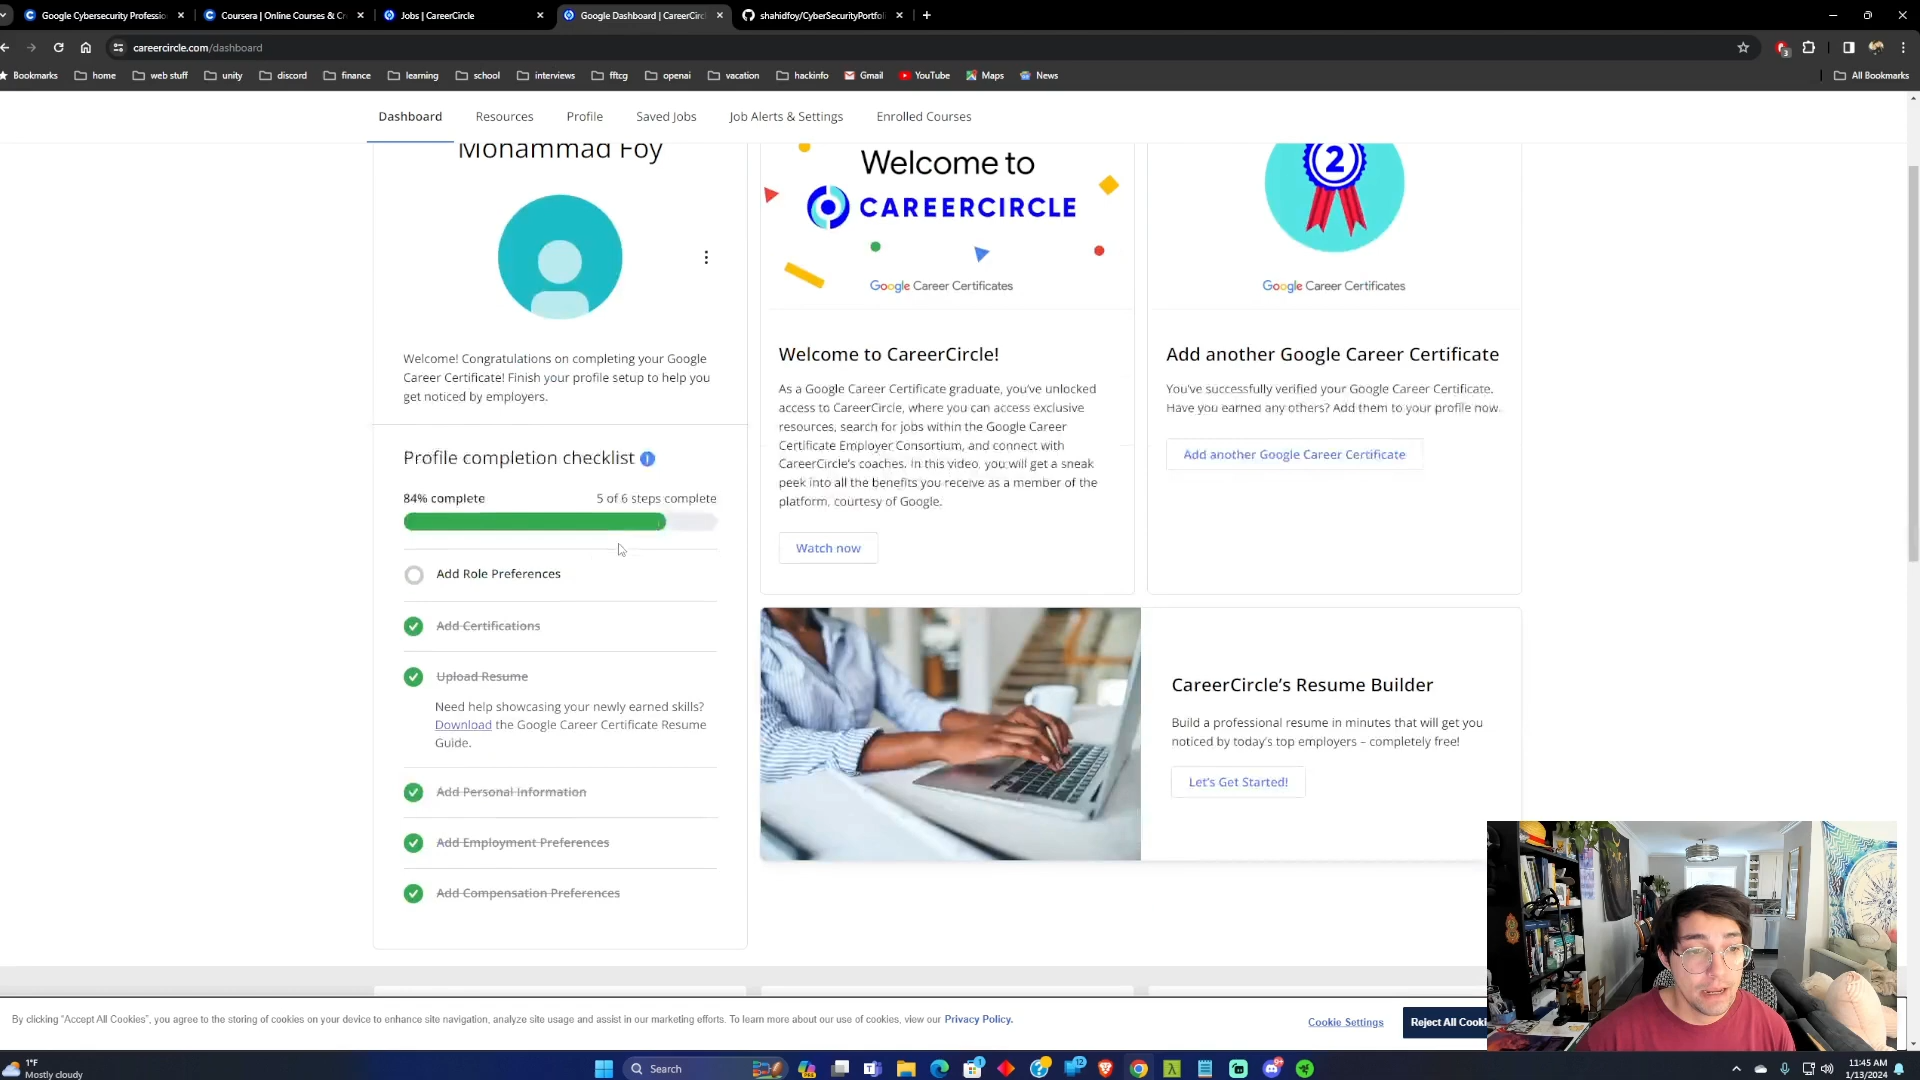 Google Cybersecurity Professio
Coursera | Online Courses & Cr
Jobs | CareerCircle
Google Dashboard | CareerCircl
shahidfoy/CyberSecurityPortfoli
careercircle.com/dashboard
Bookmarks
home
web stuff
unity
discord
finance
learning
school
interviews
fftcg
openai
vacation
hackinfo
Gmail
YouTube
Maps
News
All Bookmarks
Dashboard
Resources
Profile
Saved Jobs
Job Alerts & Settings
Enrolled Courses
Mohammad Foy
Welcome! Congratulations on completing your Google
Career Certificate! Finish your profile setup to help you
get noticed by employers.
Profile completion checklist
84% complete
5 of 6 steps complete
Add Role Preferences
Add Certifications
Upload Resume
Need help showcasing your newly earned skills?
Download the Google Career Certificate Resume
Guide.
Add Personal Information
Add Employment Preferences
Add Compensation Preferences
Welcome to
CAREERCIRCLE
Google Career Certificates
Welcome to CareerCircle!
As a Google Career Certificate graduate, you've unlocked
access to CareerCircle, where you can access exclusive
resources, search for jobs within the Google Career
Certificate Employer Consortium, and connect with
CareerCircle's coaches. In this video, you will get a sneak
peek into all the benefits you receive as a member of the
platform, courtesy of Google.
Watch now
2
Google Career Certificates
Add another Google Career Certificate
You've successfully verified your Google Career Certificate.
Have you earned any others? Add them to your profile now.
Add another Google Career Certificate
CareerCircle's Resume Builder
Build a professional resume in minutes that will get you
noticed by today's top employers – completely free!
Let's Get Started!
By clicking "Accept All Cookies", you agree to the storing of cookies on your device to enhance site navigation, analyze site usage and assist in our marketing efforts. To learn more about our use of cookies, view our Privacy Policy.
Cookie Settings
Reject All Cooki
1°F
Mostly cloudy
Search
11:45 AM
1/13/2024